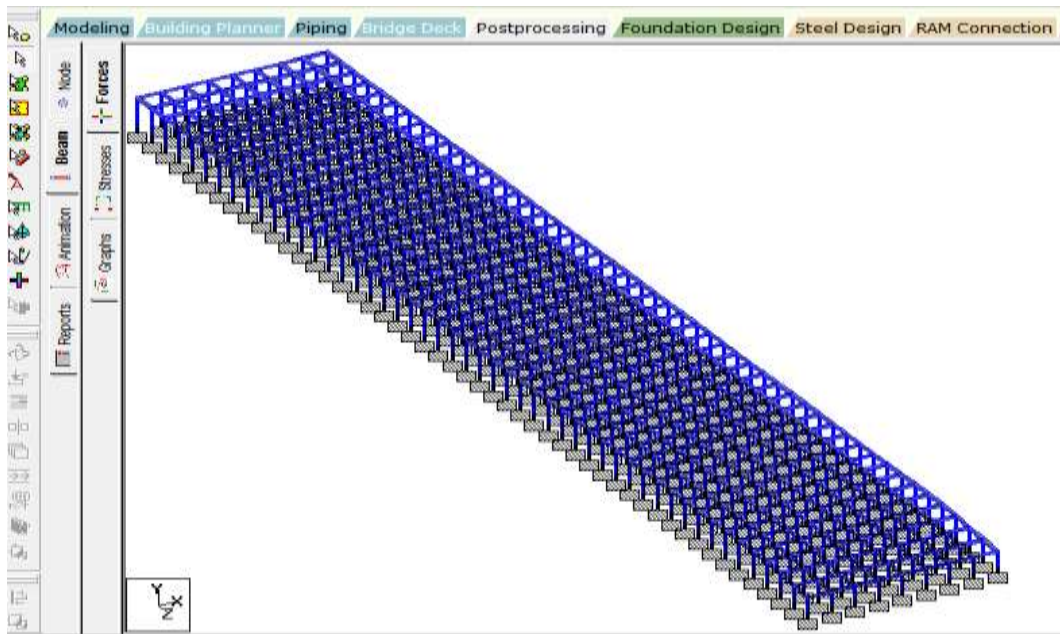 Modeling Building Planner Piping Bridge Deck Postprocessing Foundation Design Steel Design RAM Connection
Node
Beam
Animation
Reports
Forces
Stresses
Graphs
Y
X
Z